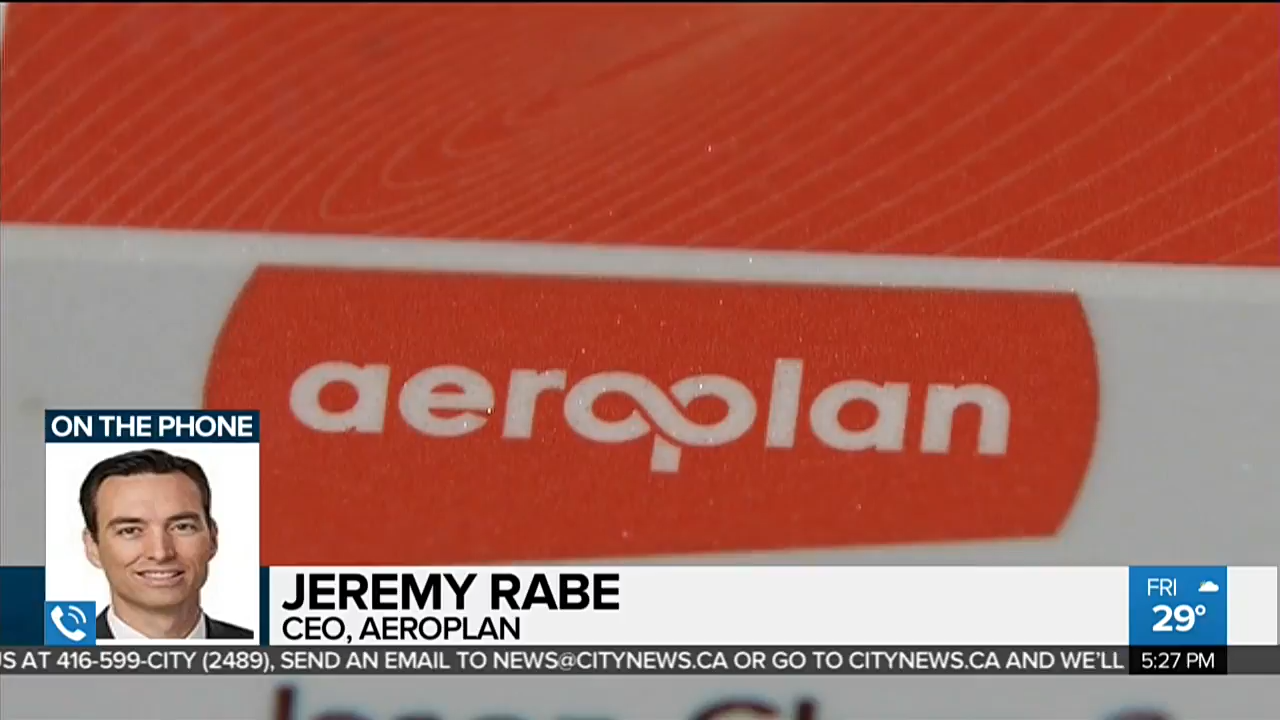 aeroplan
ON THE PHONE
JEREMY RABE
CEO, AEROPLAN
FRI
29°
US AT 416-599-CITY (2489), SEND AN EMAIL TO NEWS@CITYNEWS.CA OR GO TO CITYNEWS.CA AND WE'LL
5:27 PM